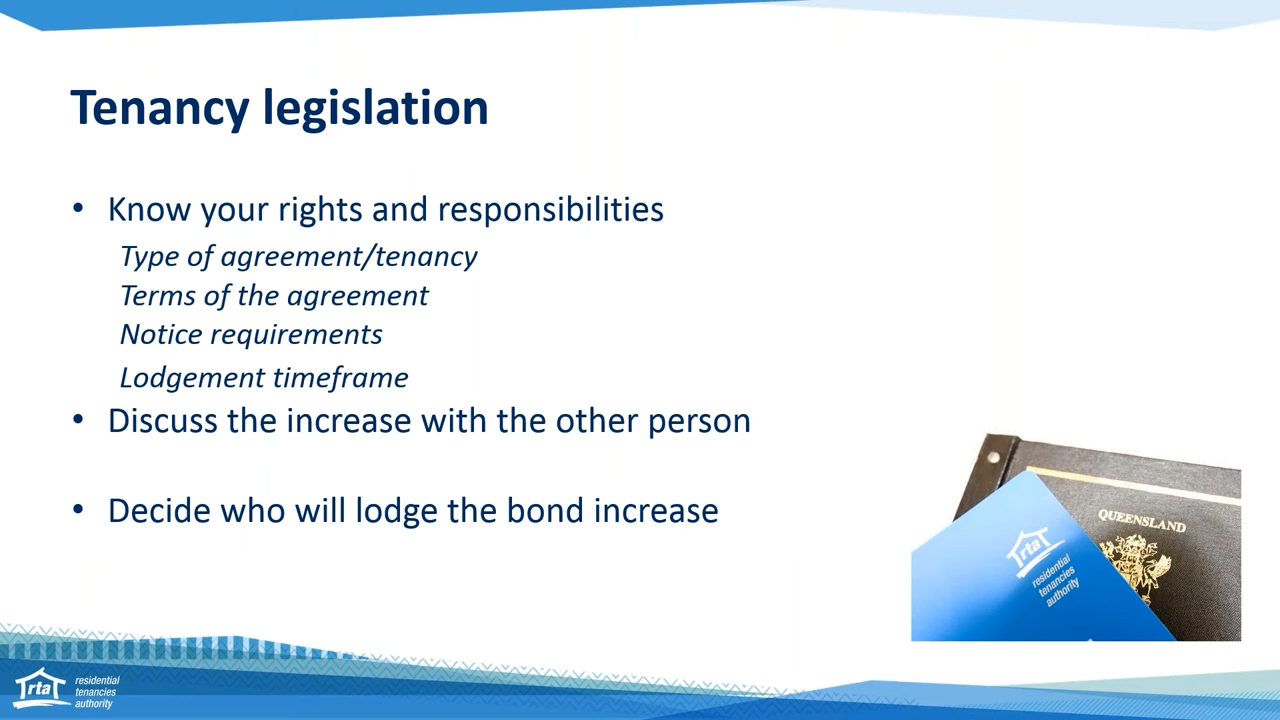 Tenancy legislation
• Know your rights and responsibilities
Type of agreement/tenancy
Terms of the agreement
Notice requirements
Lodgement timeframe
• Discuss the increase with the other person
• Decide who will lodge the bond increase
QUEENSLAND
rta
residential
tenancies
authority
rta
residential
tenancies
authority